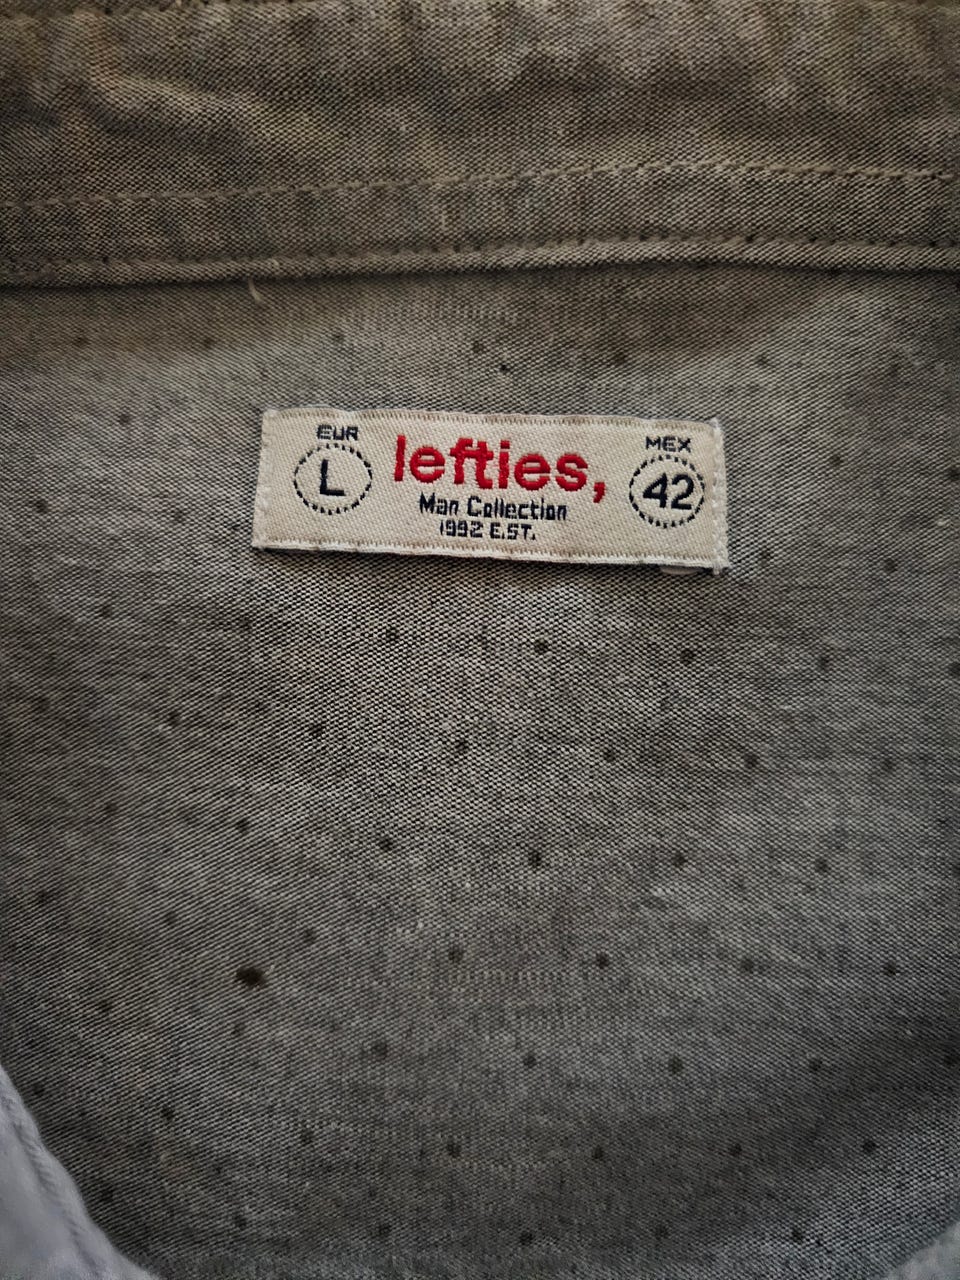 EUR
L
lefties,
Man Collection
1992 E.ST.
MEX
42